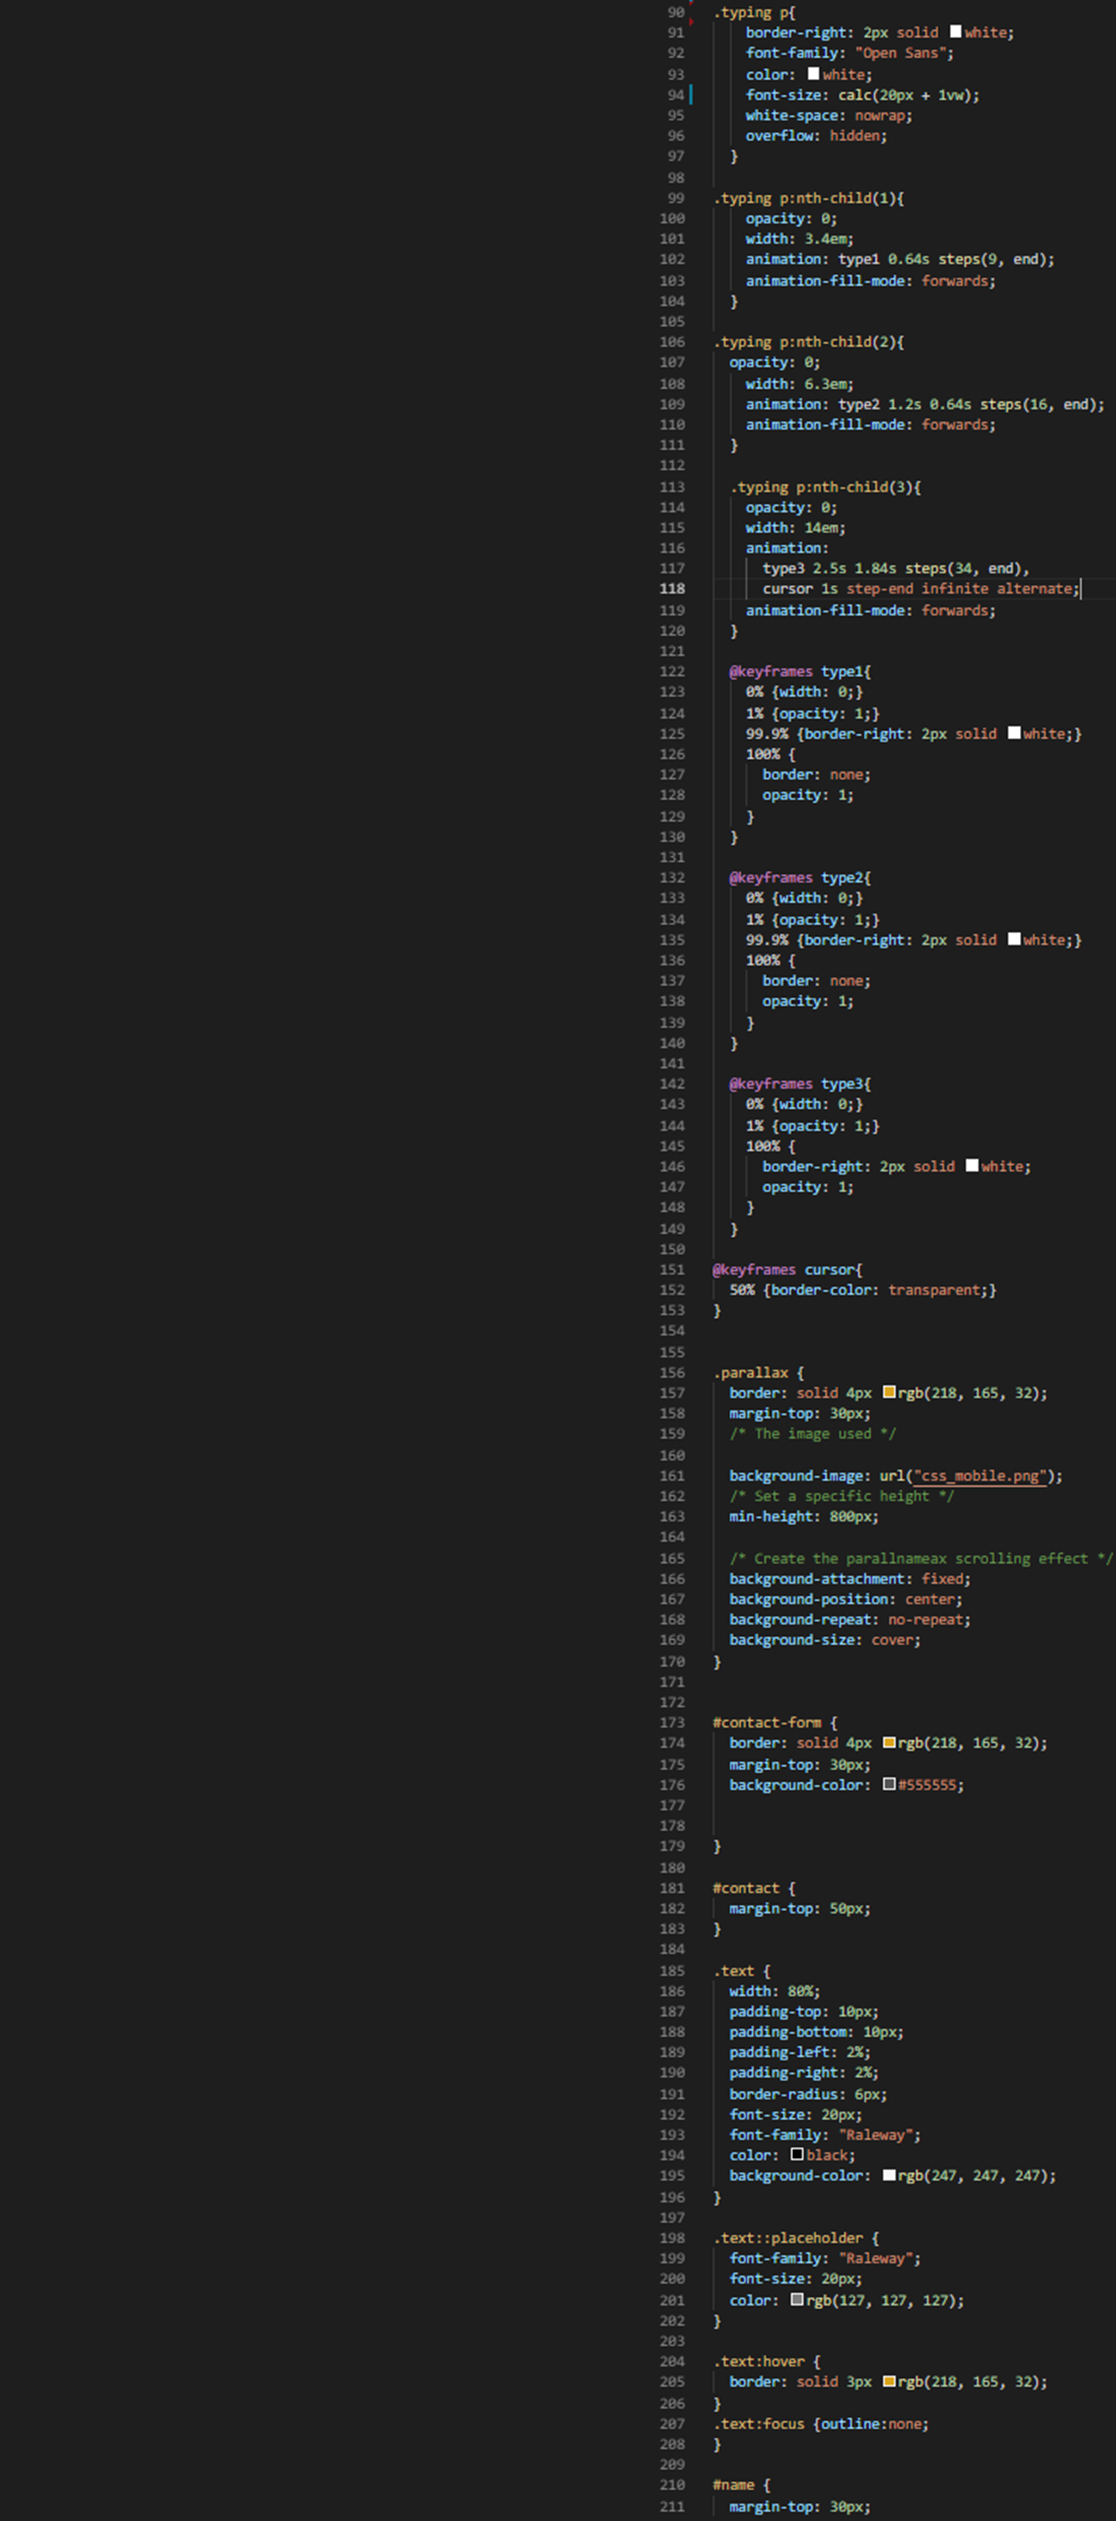 90 .typing p{
91 border-right: 2px solid white;
92 font-family: "Open Sans";
93 color: white;
94 font-size: calc(20px + 1vw);
95 white-space: nowrap;
96 overflow: hidden;
97 }
98
99 .typing p:nth-child(1){
100 opacity: 0;
101 width: 3.4em;
102 animation: type1 0.64s steps(9, end);
103 animation-fill-mode: forwards;
104 }
105
106 .typing p:nth-child(2){
107 opacity: 0;
108 width: 6.3em;
109 animation: type2 1.2s 0.64s steps(16, end);
110 animation-fill-mode: forwards;
111 }
112
113 .typing p:nth-child(3){
114 opacity: 0;
115 width: 14em;
116 animation:
117 type3 2.5s 1.84s steps(34, end),
118 cursor 1s step-end infinite alternate;
119 animation-fill-mode: forwards;
120 }
121
122 @keyframes type1{
123 0% {width: 0;}
124 1% {opacity: 1;}
125 99.9% {border-right: 2px solid white;}
126 100% {
127 border: none;
128 opacity: 1;
129 }
130 }
131
132 @keyframes type2{
133 0% {width: 0;}
134 1% {opacity: 1;}
135 99.9% {border-right: 2px solid white;}
136 100% {
137 border: none;
138 opacity: 1;
139 }
140 }
141
142 @keyframes type3{
143 0% {width: 0;}
144 1% {opacity: 1;}
145 100% {
146 border-right: 2px solid white;
147 opacity: 1;
148 }
149 }
150
151 @keyframes cursor{
152 50% {border-color: transparent;}
153 }
154
155
156 .parallax {
157 border: solid 4px rgb(218, 165, 32);
158 margin-top: 30px;
159 /* The image used */
160
161 background-image: url("css_mobile.png");
162 /* Set a specific height */
163 min-height: 800px;
164
165 /* Create the parallnameax scrolling effect */
166 background-attachment: fixed;
167 background-position: center;
168 background-repeat: no-repeat;
169 background-size: cover;
170 }
171
172
173 #contact-form {
174 border: solid 4px rgb(218, 165, 32);
175 margin-top: 30px;
176 background-color: #555555;
177
178
179 }
180
181 #contact {
182 margin-top: 50px;
183 }
184
185 .text {
186 width: 80%;
187 padding-top: 10px;
188 padding-bottom: 10px;
189 padding-left: 2%;
190 padding-right: 2%;
191 border-radius: 6px;
192 font-size: 20px;
193 font-family: "Raleway";
194 color: black;
195 background-color: rgb(247, 247, 247);
196 }
197
198 .text::placeholder {
199 font-family: "Raleway";
200 font-size: 20px;
201 color: rgb(127, 127, 127);
202 }
203
204 .text:hover {
205 border: solid 3px rgb(218, 165, 32);
206 }
207 .text:focus {outline:none;
208 }
209
210 #name {
211 margin-top: 30px;